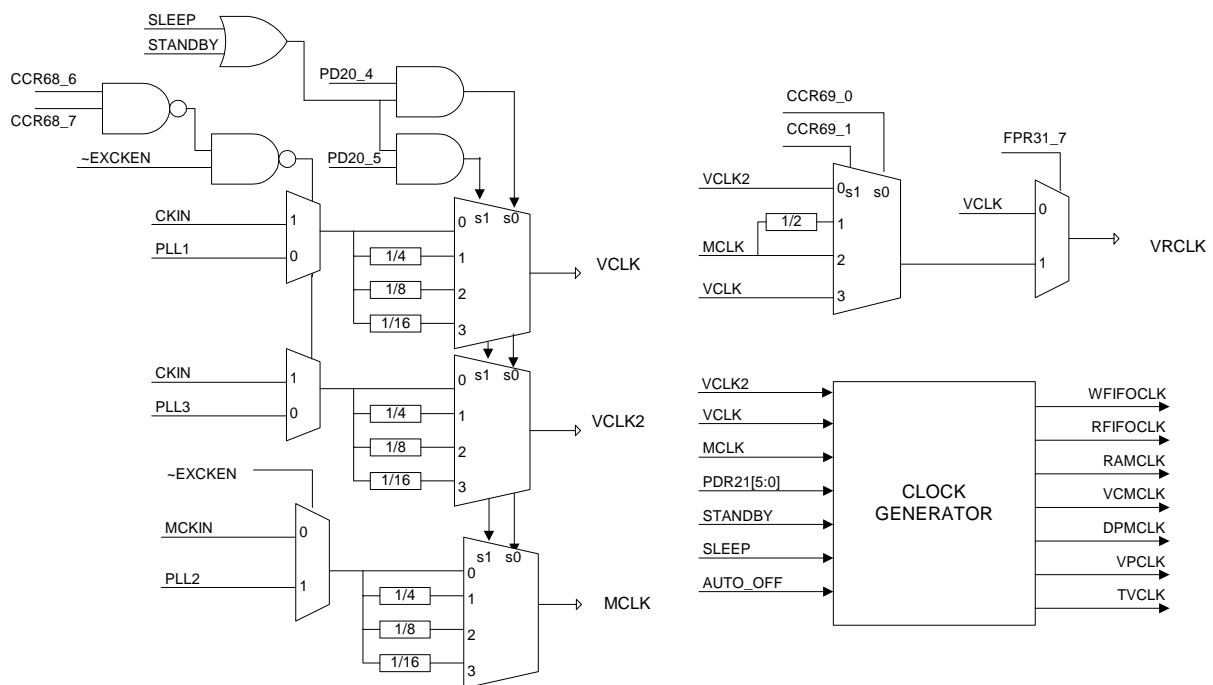 SLEEP
STANDBY
CCR68_6
CCR68_7
~EXCKEN
PD20_4
PD20_5
CKIN
PLL1
1
0
s1 s0
0
1/4
1
1/8
2
1/16
3
VCLK
CKIN
PLL3
1
0
s1 s0
0
1/4
1
1/8
2
1/16
3
VCLK2
~EXCKEN
MCKIN
PLL2
0
1
s1 s0
0
1/4
1
1/8
2
1/16
3
MCLK
CCR69_0
CCR69_1
FPR31_7
VCLK2
0 s1 s0
1/2
1
MCLK
2
VCLK
3
VCLK
0
1
VRCLK
VCLK2
VCLK
MCLK
PDR21[5:0]
STANDBY
SLEEP
AUTO_OFF
CLOCK
GENERATOR
WFIFOCLK
RFIFOCLK
RAMCLK
VCMCLK
DPMCLK
VPCLK
TVCLK